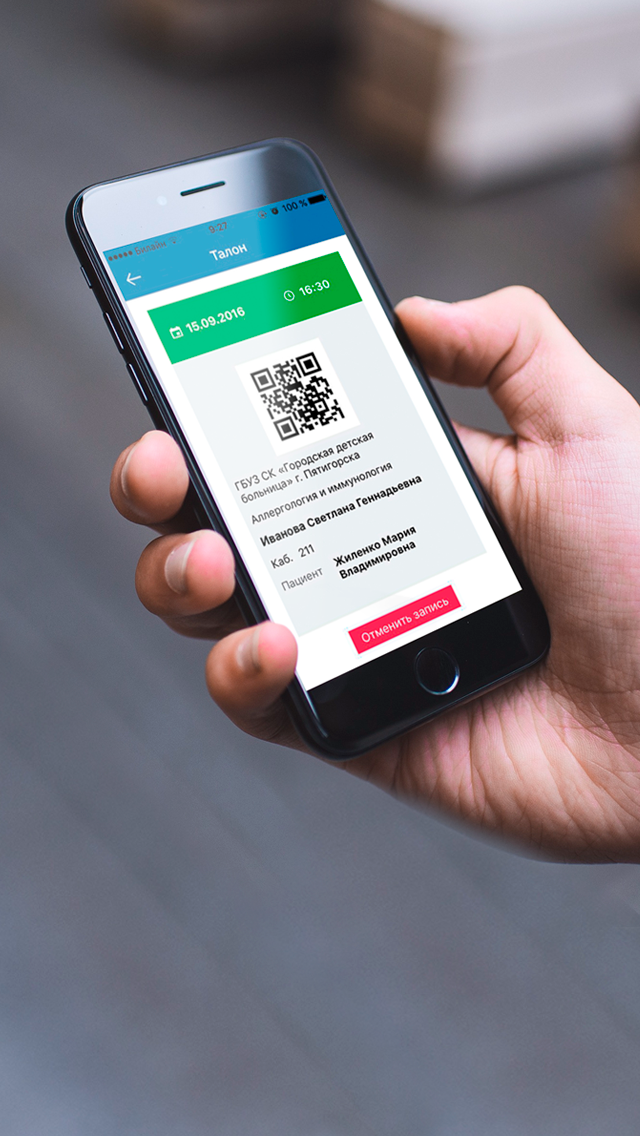 ●●●●● Билайн 9:27 100 %
Талон
15.09.2016 16:30
ГБУЗ СК «Городская детская
больница» г. Пятигорска
Аллергология и иммунология
Иванова Светлана Геннадьевна
Каб. 211
Пациент Жиленко Мария
Владимировна
Отменить запись